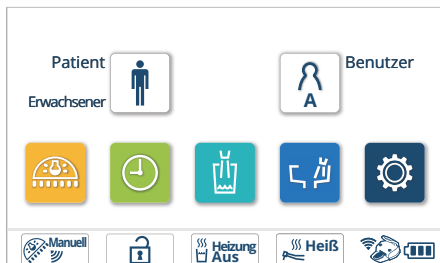 Patient
Benutzer
Erwachsener
A
Manuell
Heizung
Aus
Heiß